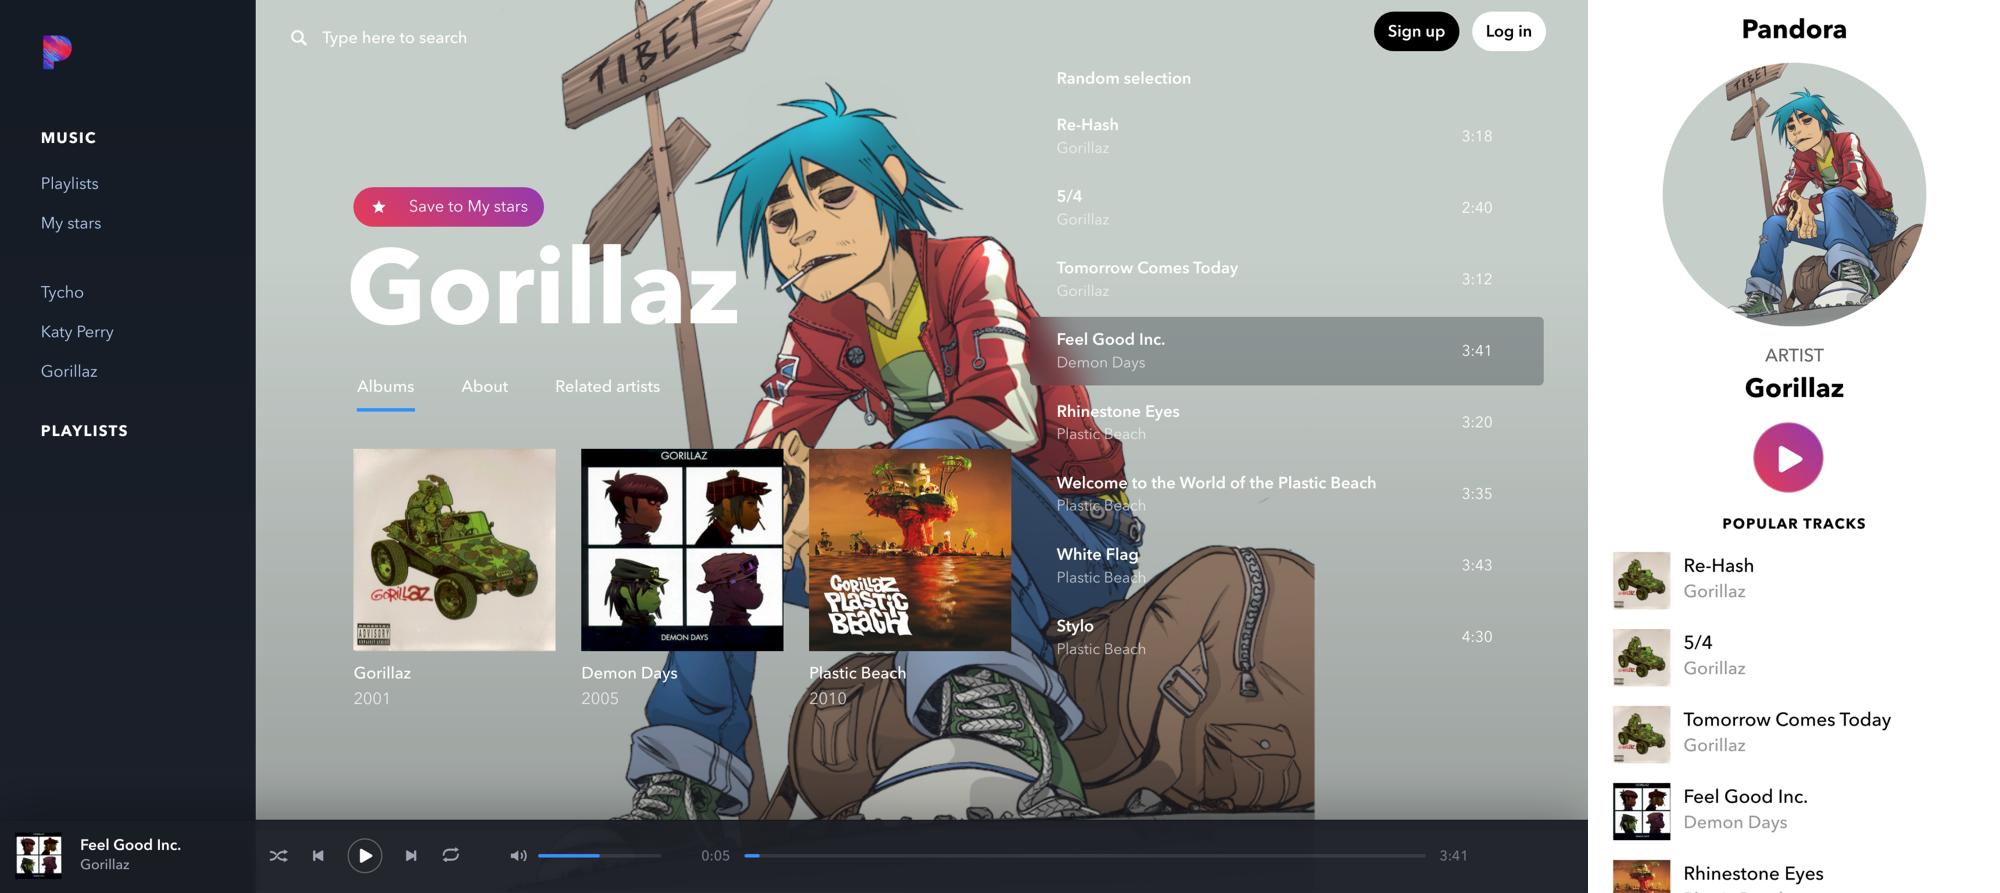 MUSIC
Playlists
My stars
Tycho
Katy Perry
Gorillaz
PLAYLISTS
Type here to search
TIBET
Sign up
Log in
Save to My stars
Gorillaz
Albums
About
Related artists
GORILLAZ
GORILLAZ
DEMON DAYS
GORILLAZ
PLASTIC
BEACH
Gorillaz
2001
Demon Days
2005
Plastic Beach
2010
Random selection
Re-Hash
Gorillaz
3:18
5/4
Gorillaz
2:40
Tomorrow Comes Today
Gorillaz
3:12
Feel Good Inc.
Demon Days
3:41
Rhinestone Eyes
Plastic Beach
3:20
Welcome to the World of the Plastic Beach
Plastic Beach
3:35
White Flag
Plastic Beach
3:43
Stylo
Plastic Beach
4:30
Feel Good Inc.
Gorillaz
0:05
3:41
Pandora
TIBET
ARTIST
Gorillaz
POPULAR TRACKS
Re-Hash
Gorillaz
5/4
Gorillaz
Tomorrow Comes Today
Gorillaz
Feel Good Inc.
Demon Days
Rhinestone Eyes